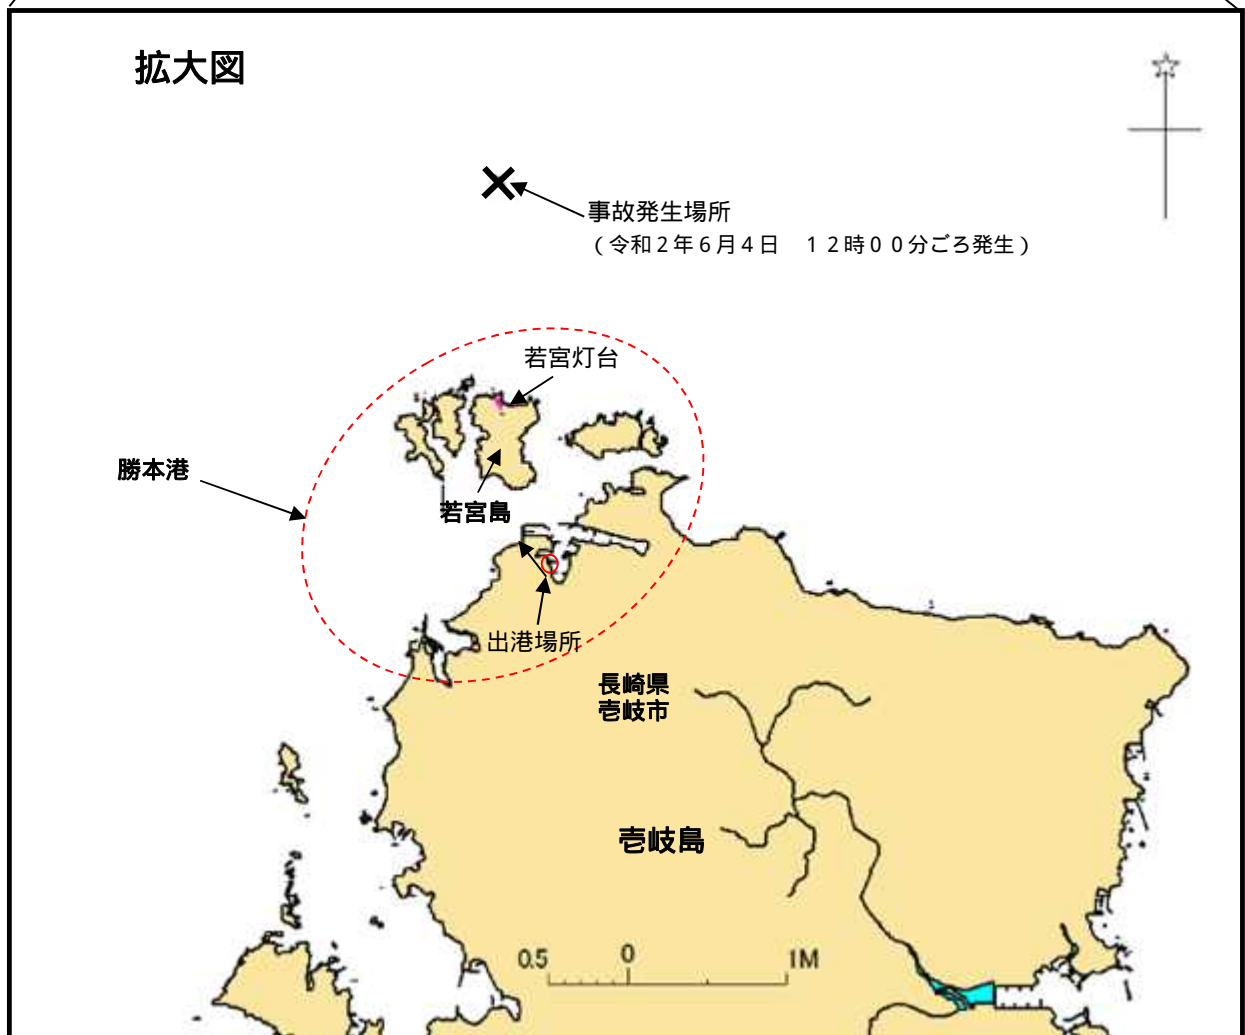 拡大図
事故発生場所
（令和２年６月４日　１２時００分ごろ発生）
若宮灯台
勝本港
若宮島
出港場所
長崎県
壱岐市
壱岐島
0.5 0 1M